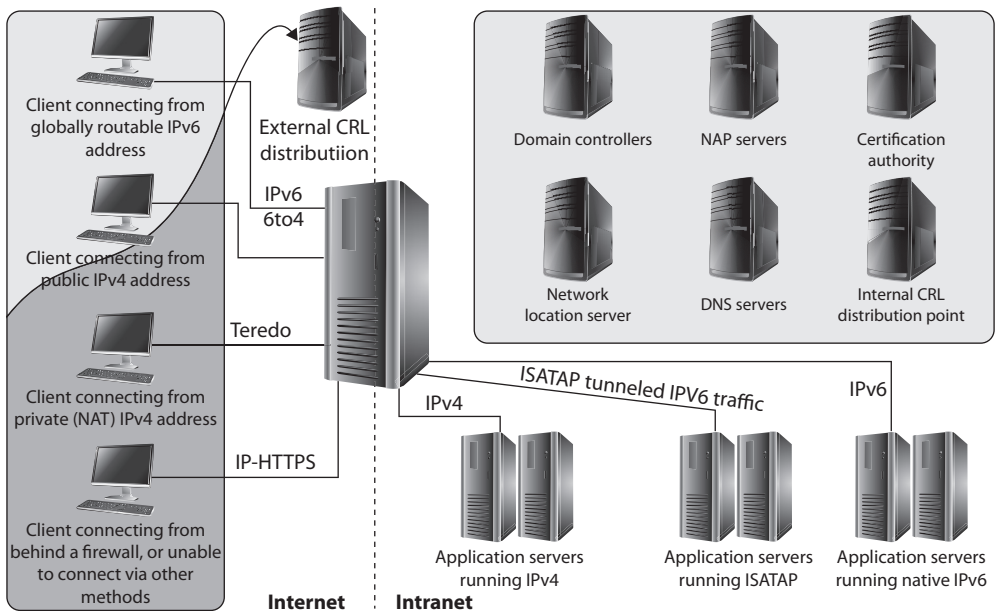 Client connecting from
globally routable IPv6
address
Client connecting from
public IPv4 address
Client connecting from
private (NAT) IPv4 address
Client connecting from
behind a firewall, or unable
to connect via other
methods
External CRL
distributiion
IPv6
6to4
Teredo
IP-HTTPS
Internet
Intranet
Domain controllers
NAP servers
Certification
authority
Network
location server
DNS servers
Internal CRL
distribution point
IPv4
ISATAP tunneled IPV6 traffic
IPv6
Application servers
running IPv4
Application servers
running ISATAP
Application servers
running native IPv6